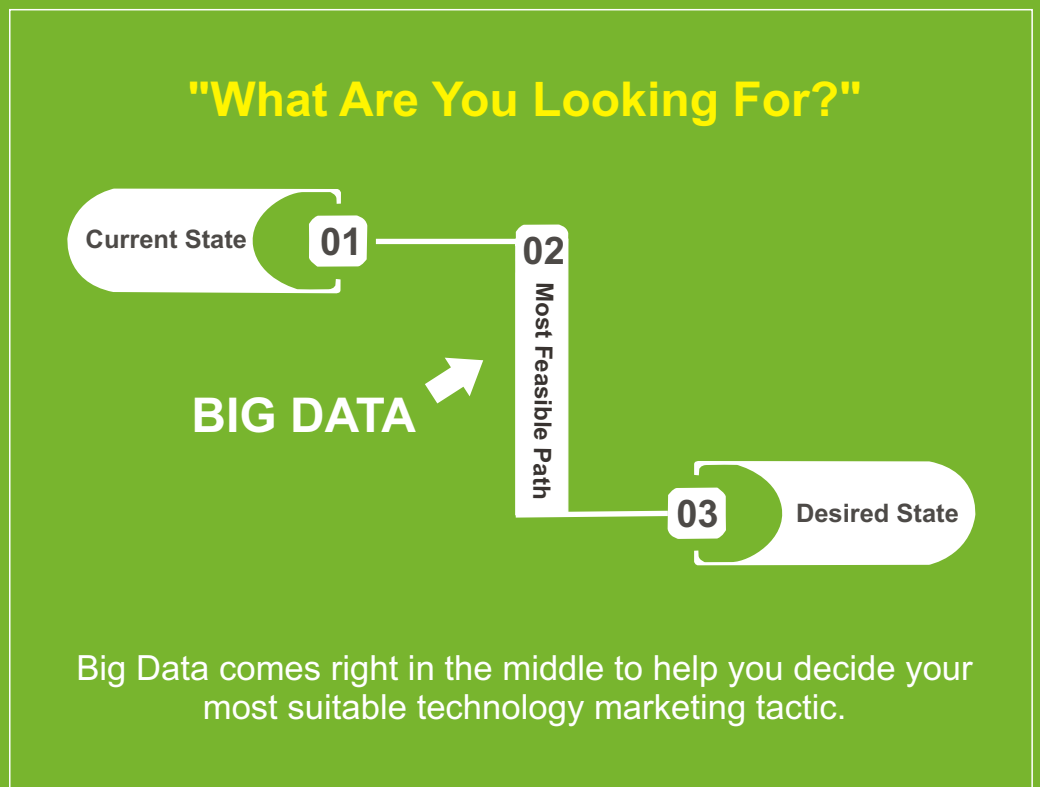 "What Are You Looking For?"
Current State
01
02
Most Feasible Path
BIG DATA
03
Desired State
Big Data comes right in the middle to help you decide your
most suitable technology marketing tactic.